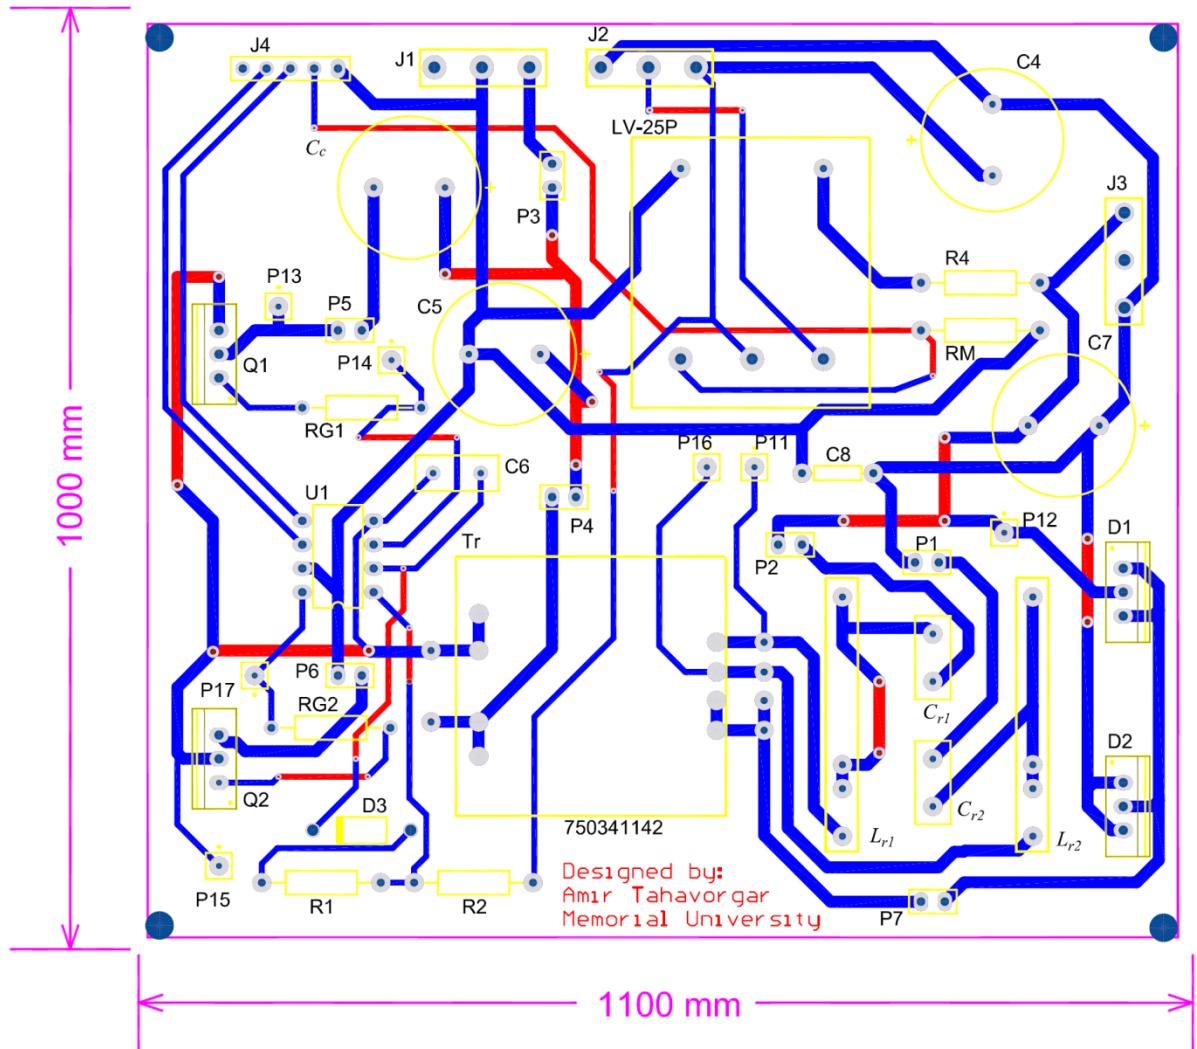 J4
J1
J2
C4
LV-25P
Cc
+
+
J3
P3
P13
P5
C5
R4
P14
Q1
+
RM
C7
RG1
+
P16
P11
C8
C6
U1
P4
Tr
P12
D1
P2
P1
1000 mm
P6
P17
RG2
Cr1
D2
Q2
D3
Cr2
750341142
Lr1
Lr2
P15
R1
R2
Designed by:
Amir Tahavorgar
Memorial University
P7
1100 mm